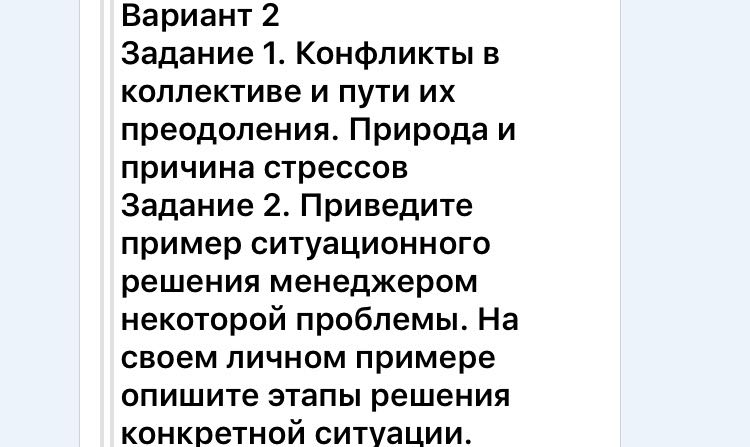 Вариант 2
Задание 1. Конфликты в
коллективе и пути их
преодоления. Природа и
причина стрессов
Задание 2. Приведите
пример ситуационного
решения менеджером
некоторой проблемы. На
своем личном примере
опишите этапы решения
конкретной ситуации.